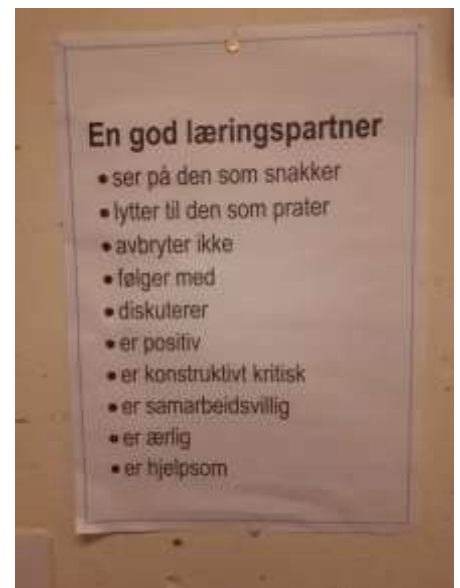 En god læringspartner
• ser på den som snakker
• lytter til den som prater
• avbryter ikke
• følger med
• diskuterer
• er positiv
• er konstruktivt kritisk
• er samarbeidsvillig
• er ærlig
• er hjelpsom